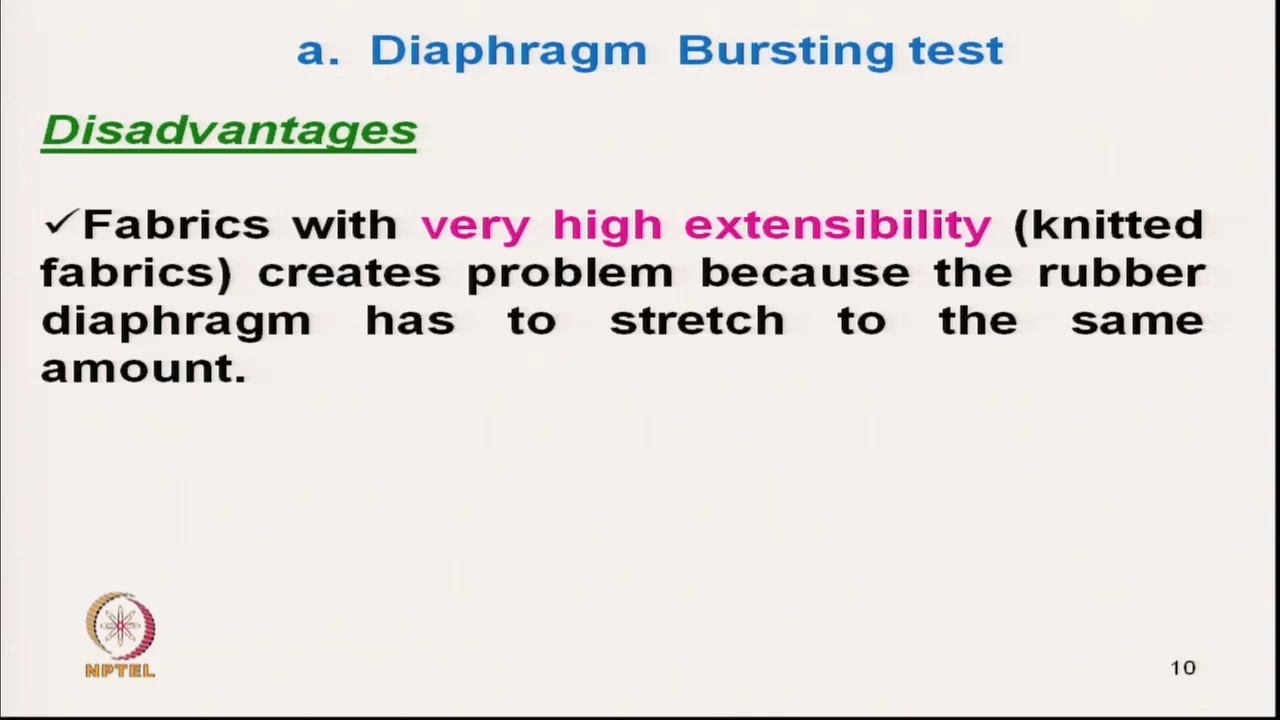 a. Diaphragm Bursting test
Disadvantages
✓Fabrics with very high extensibility (knitted
fabrics) creates problem because the rubber
diaphragm has to stretch to the same
amount.
NPTEL
10